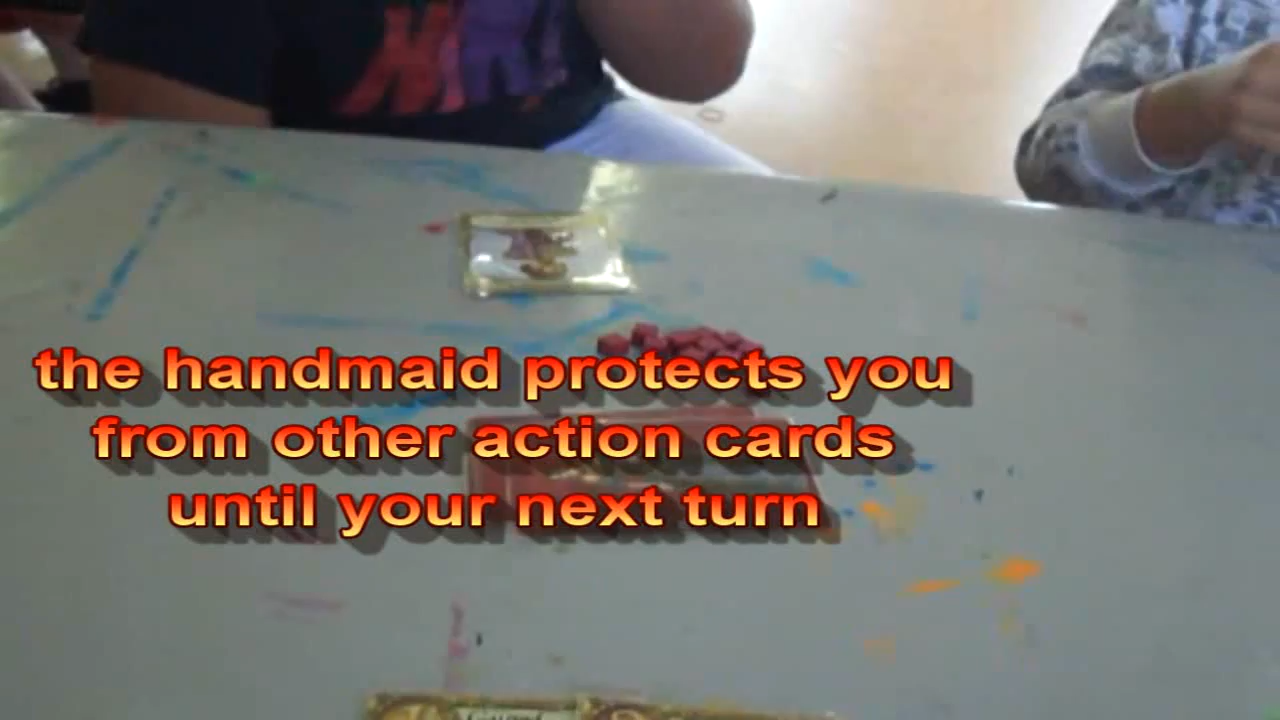 the handmaid protects you
from other action cards
until your next turn